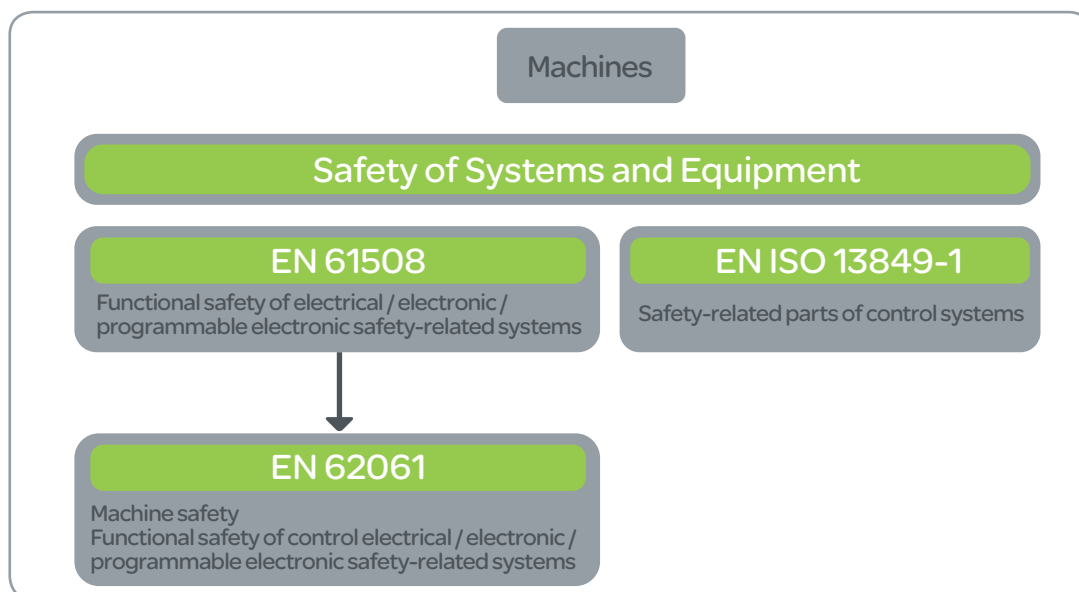 Machines
Safety of Systems and Equipment
EN 61508
Functional safety of electrical / electronic /
programmable electronic safety-related systems
EN ISO 13849-1
Safety-related parts of control systems
EN 62061
Machine safety
Functional safety of control electrical / electronic /
programmable electronic safety-related systems